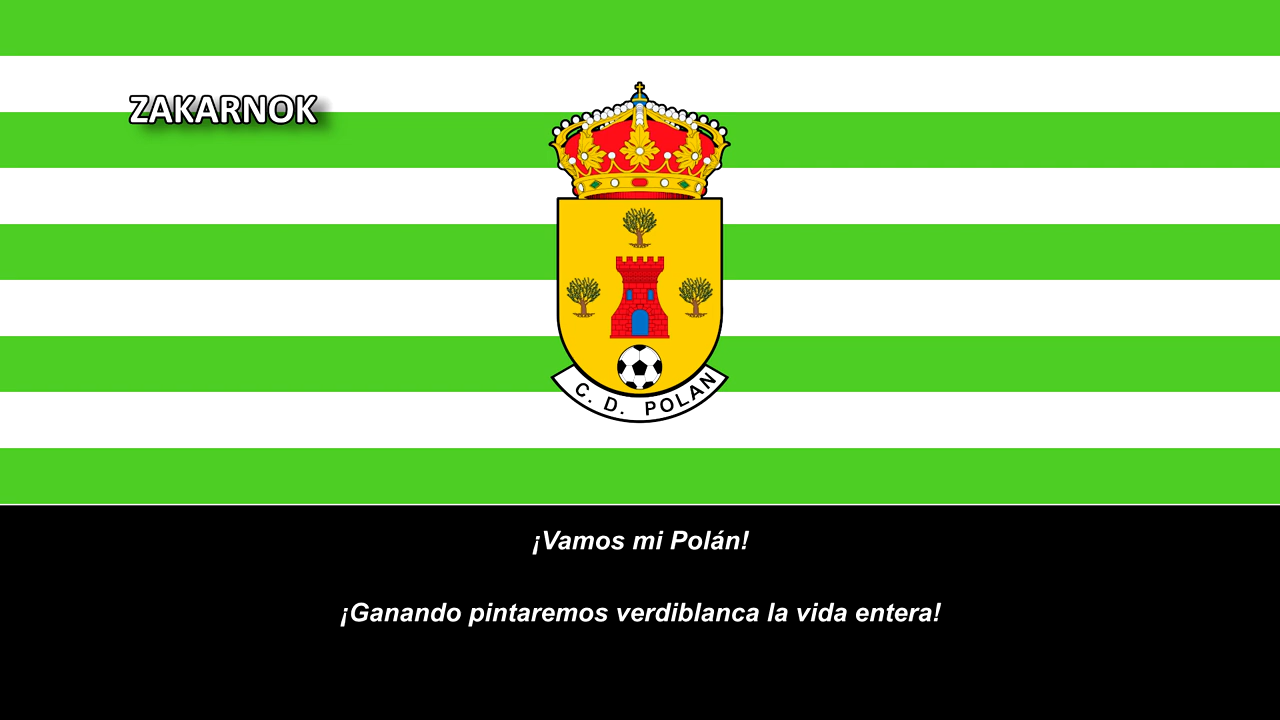 ZAKARNOK
C. D. POLAN
¡Vamos mi Polán!
¡Ganando pintaremos verdiblanca la vida entera!